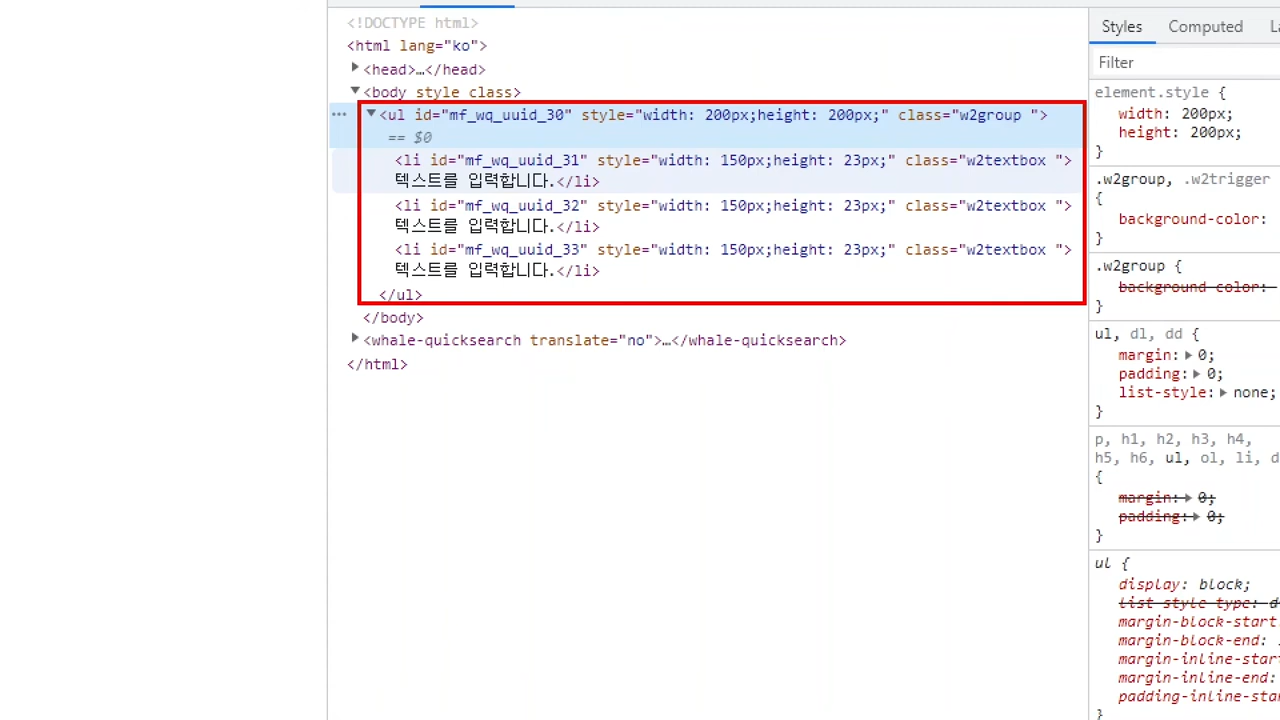 <!DOCTYPE html>
<html lang="ko">
<head>…</head>
<body style class>
<ul id="mf_wq_uuid_30" style="width: 200px;height: 200px;" class="w2group ">
== $0
<li id="mf_wq_uuid_31" style="width: 150px;height: 23px;" class="w2textbox ">
텍스트를 입력합니다.</li>
<li id="mf_wq_uuid_32" style="width: 150px;height: 23px;" class="w2textbox ">
텍스트를 입력합니다.</li>
<li id="mf_wq_uuid_33" style="width: 150px;height: 23px;" class="w2textbox ">
텍스트를 입력합니다.</li>
</ul>
</body>
<whale-quicksearch translate="no">…</whale-quicksearch>
</html>
Styles Computed
Filter
element.style {
width: 200px;
height: 200px;
}
.w2group, .w2trigger
{
background-color:
}
.w2group {
background-color:
}
ul, dl, dd {
margin: 0;
padding: 0;
list-style: none;
}
p, h1, h2, h3, h4,
h5, h6, ul, ol, li, d
{
margin: 0;
padding: 0;
}
ul {
display: block;
list-style-type: d
margin-block-start
margin-block-end:
margin-inline-star
margin-inline-end:
padding-inline-sta
}